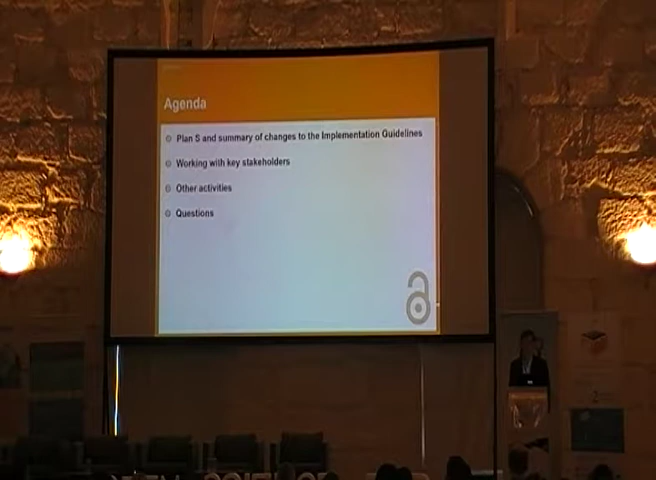 Agenda
Plan S and summary of changes to the Implementation Guidelines
Working with key stakeholders
Other activities
Questions